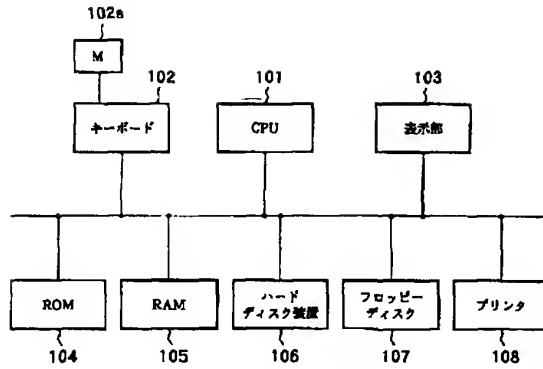 102a
M
102
101
103
キーボード
CPU
表示部
ROM
RAM
ハード
ディスク装置
フロッピー
ディスク
プリンタ
104
105
106
107
108